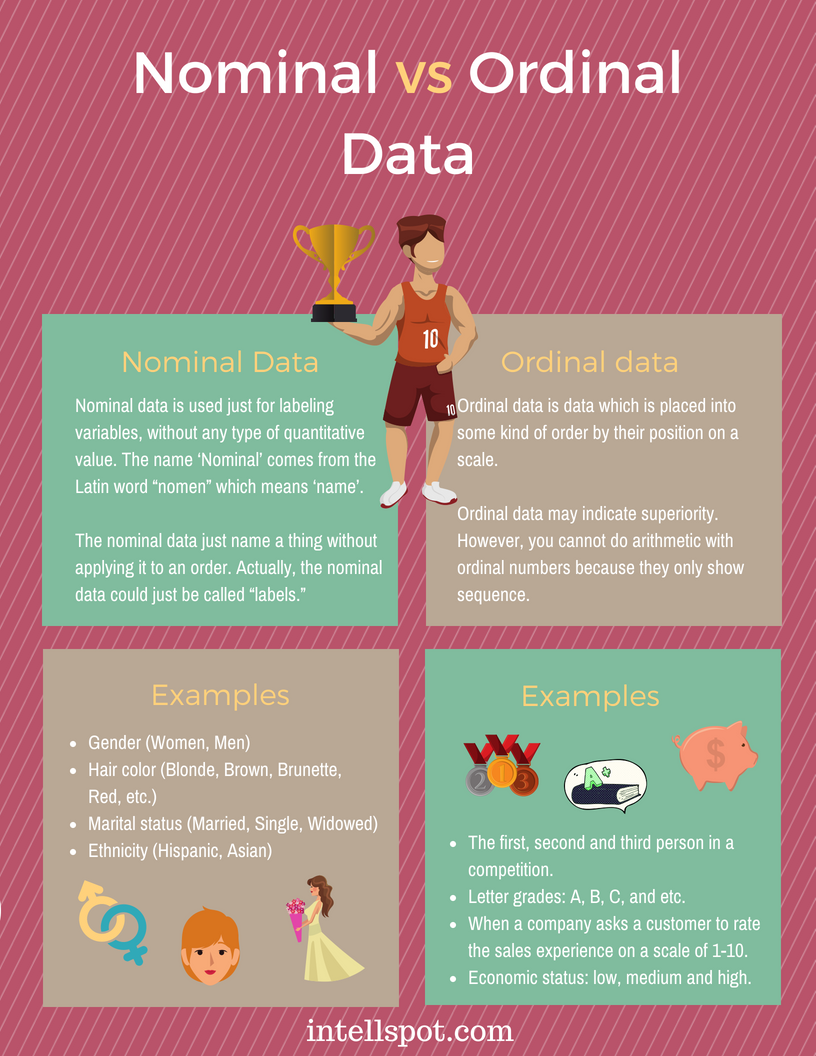 Nominal vs Ordinal
Data
10
10
Nominal Data
Nominal data is used just for labeling
variables, without any type of quantitative
value. The name ‘Nominal’ comes from the
Latin word “nomen” which means ‘name’.
The nominal data just name a thing without
applying it to an order. Actually, the nominal
data could just be called “labels.”
Ordinal data
Ordinal data is data which is placed into
some kind of order by their position on a
scale.
Ordinal data may indicate superiority.
However, you cannot do arithmetic with
ordinal numbers because they only show
sequence.
Examples
• Gender (Women, Men)
• Hair color (Blonde, Brown, Brunette,
Red, etc.)
• Marital status (Married, Single, Widowed)
• Ethnicity (Hispanic, Asian)
Examples
2 1 3
A+
$
• The first, second and third person in a
competition.
• Letter grades: A, B, C, and etc.
• When a company asks a customer to rate
the sales experience on a scale of 1-10.
• Economic status: low, medium and high.
intellspot.com